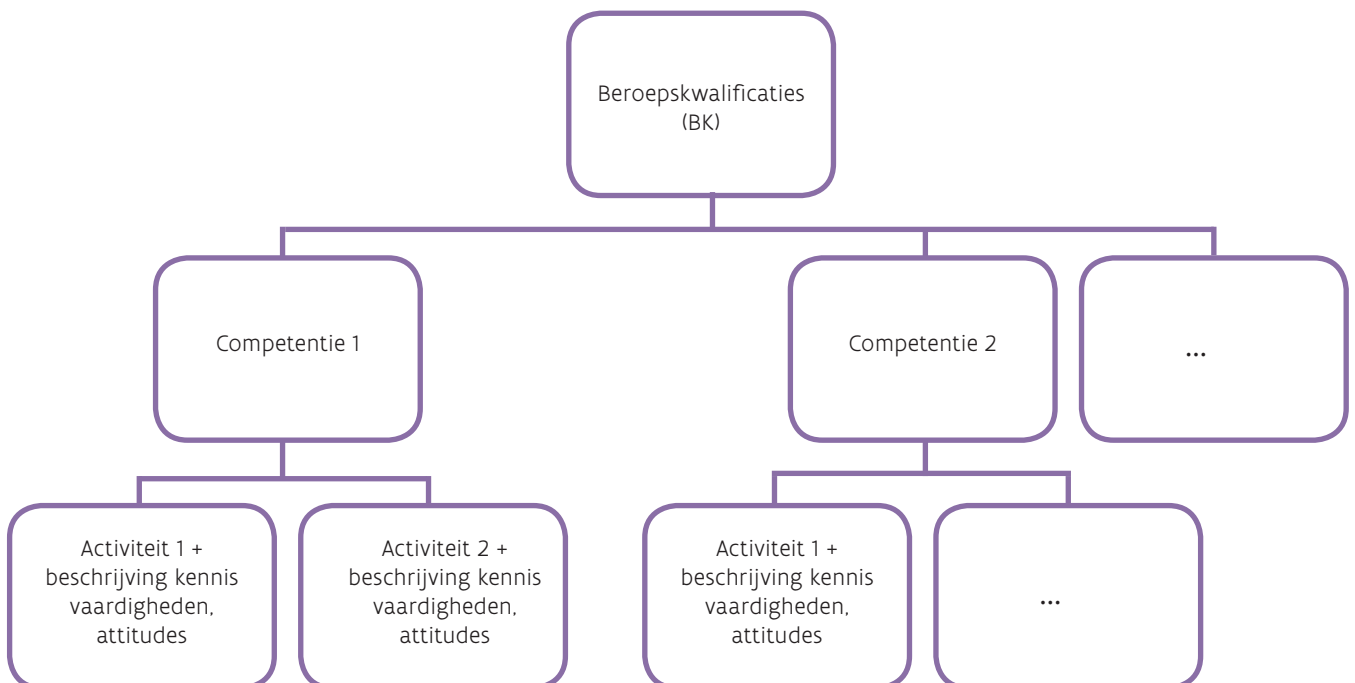 Beroepskwalificaties
(BK)
Competentie 1
Competentie 2
...
Activiteit 1 +
beschrijving kennis
vaardigheden,
attitudes
Activiteit 2 +
beschrijving kennis
vaardigheden,
attitudes
Activiteit 1 +
beschrijving kennis
vaardigheden,
attitudes
...